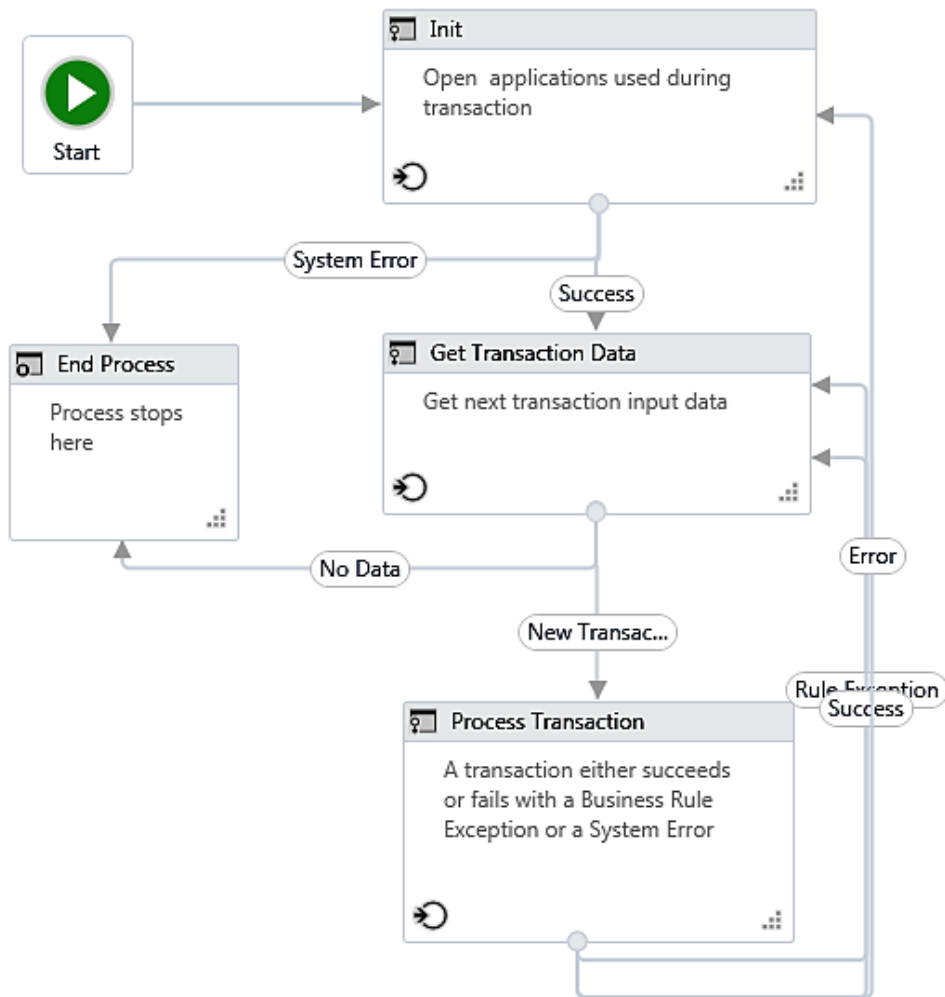 Init
Open applications used during
transaction
Start
System Error
Success
End Process
Process stops
here
Get Transaction Data
Get next transaction input data
No Data
Error
New Transac...
Rule Exception
Success
Process Transaction
A transaction either succeeds
or fails with a Business Rule
Exception or a System Error